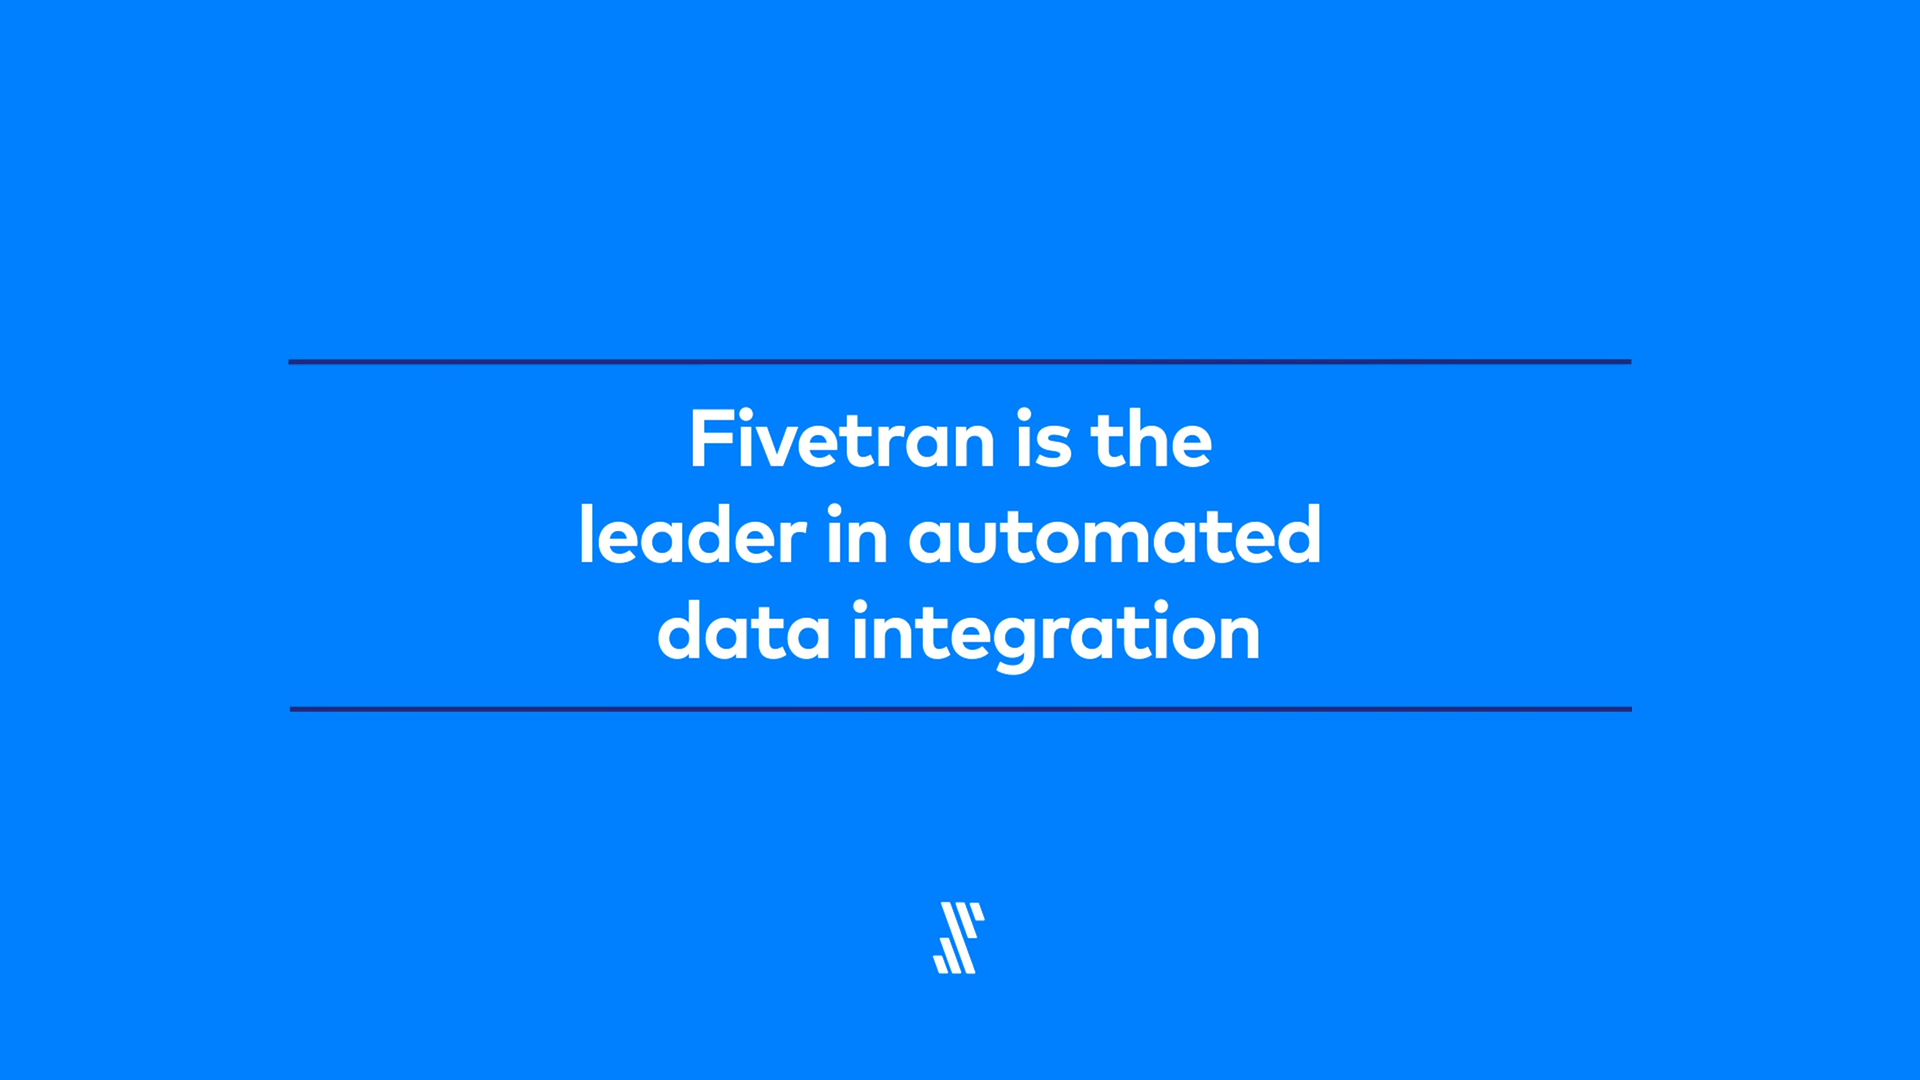 Fivetran is the
leader in automated
data integration